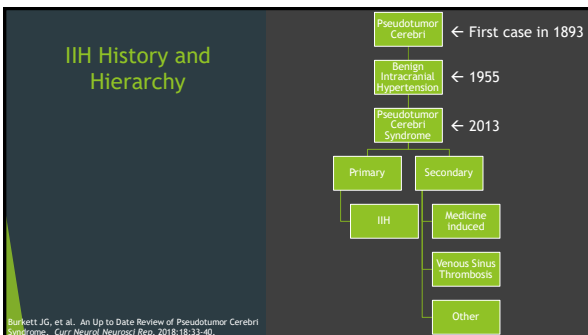 IIH History and
Hierarchy
Pseudotumor
Cerebri
← First case in 1893
Benign
Intracranial
Hypertension
← 1955
Pseudotumor
Cerebri
Syndrome
← 2013
Primary
Secondary
IIH
Medicine
induced
Venous Sinus
Thrombosis
Other
Burkett JG, et al. An Up to Date Review of Pseudotumor Cerebri
Syndrome. Curr Neurol Neurosci Rep. 2018:18:33-40.